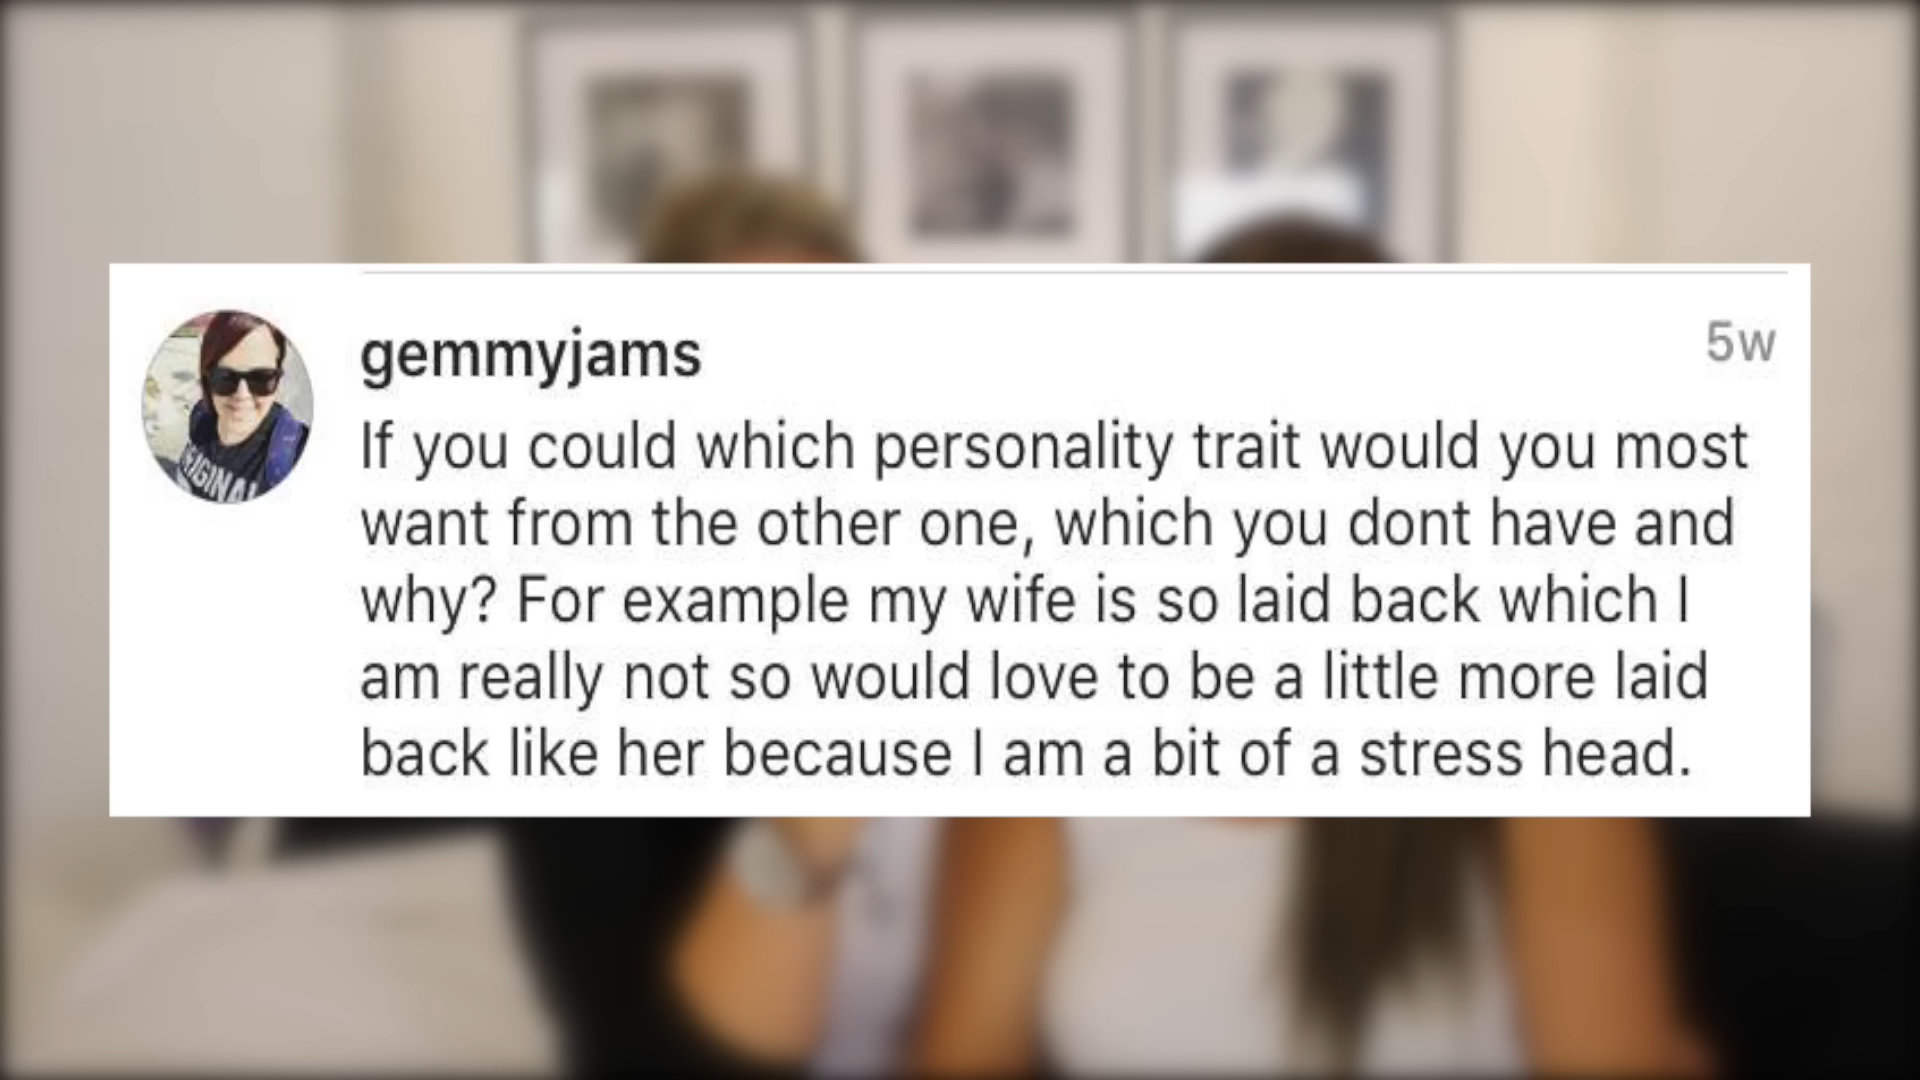 gemmyjams
5w
If you could which personality trait would you most
want from the other one, which you dont have and
why? For example my wife is so laid back which I
am really not so would love to be a little more laid
back like her because I am a bit of a stress head.